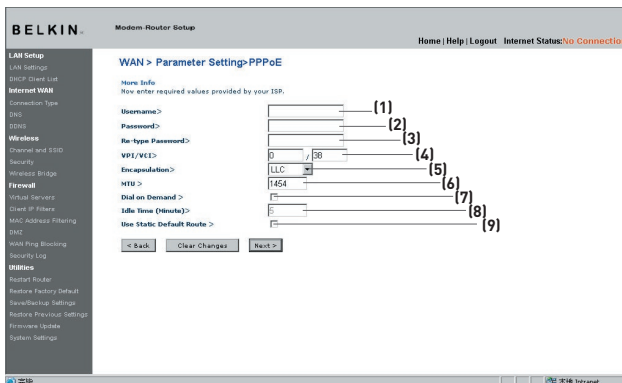 BELKIN.
Modem-Router Setup
Home | Help | Logout Internet Status:No Connectio
LAN Setup
LAN Settings
DHCP Client List
Internet WAN
Connection Type
DNS
DDNS
Wireless
Channel and SSID
Security
Wireless Bridge
Firewall
Virtual Servers
Client IP Filters
MAC Address Filtering
DMZ
WAN Ping Blocking
Security Log
Utilities
Restart Router
Restore Factory Default
Save/Backup Settings
Restore Previous Settings
Firmware Update
System Settings
WAN > Parameter Setting>PPPoE
More Info
Now enter required values provided by your ISP.
Username> (1)
Password> (2)
Re-type Password> (3)
VPI/VCI> 0 / 38 (4)
Encapsulation> LLC (5)
MTU > 1454 (6)
Dial on Demand > (7)
Idle Time (Minute)> 5 (8)
Use Static Default Route > (9)
< Back Clear Changes Next >
完毕 本地 Intranet